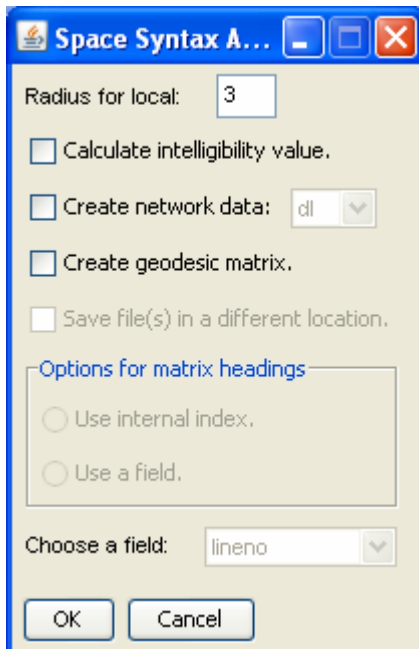 Space Syntax A...
Radius for local: 3
Calculate intelligibility value.
Create network data: dl
Create geodesic matrix.
Save file(s) in a different location.
Options for matrix headings
Use internal index.
Use a field.
Choose a field: lineno
OK Cancel